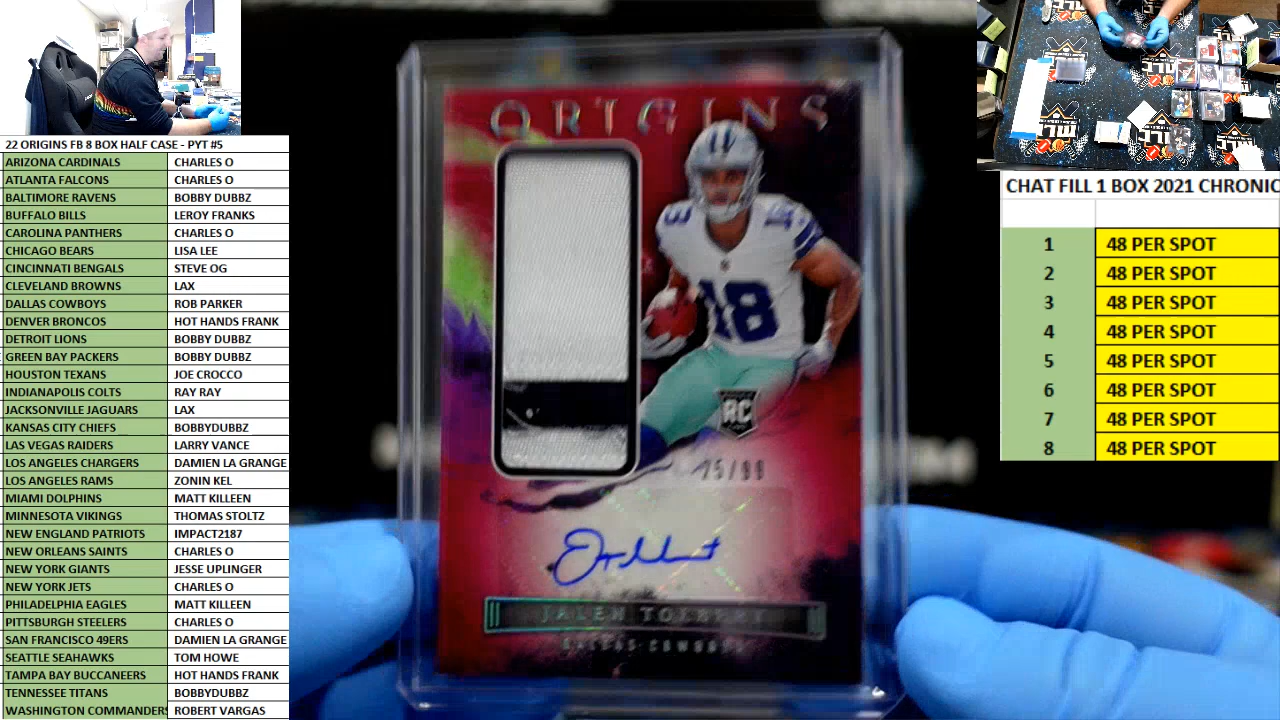 22 ORIGINS FB 8 BOX HALF CASE - PYT #5
ARIZONA CARDINALS CHARLES O
ATLANTA FALCONS CHARLES O
BALTIMORE RAVENS BOBBY DUBBZ
BUFFALO BILLS LEROY FRANKS
CAROLINA PANTHERS CHARLES O
CHICAGO BEARS LISA LEE
CINCINNATI BENGALS STEVE OG
CLEVELAND BROWNS LAX
DALLAS COWBOYS ROB PARKER
DENVER BRONCOS HOT HANDS FRANK
DETROIT LIONS BOBBY DUBBZ
GREEN BAY PACKERS BOBBY DUBBZ
HOUSTON TEXANS JOE CROCCO
INDIANAPOLIS COLTS RAY RAY
JACKSONVILLE JAGUARS LAX
KANSAS CITY CHIEFS BOBBYDUBBZ
LAS VEGAS RAIDERS LARRY VANCE
LOS ANGELES CHARGERS DAMIEN LA GRANGE
LOS ANGELES RAMS ZONIN KEL
MIAMI DOLPHINS MATT KILLEEN
MINNESOTA VIKINGS THOMAS STOLTZ
NEW ENGLAND PATRIOTS IMPACT2187
NEW ORLEANS SAINTS CHARLES O
NEW YORK GIANTS JESSE UPLINGER
NEW YORK JETS CHARLES O
PHILADELPHIA EAGLES MATT KILLEEN
PITTSBURGH STEELERS CHARLES O
SAN FRANCISCO 49ERS DAMIEN LA GRANGE
SEATTLE SEAHAWKS TOM HOWE
TAMPA BAY BUCCANEERS HOT HANDS FRANK
TENNESSEE TITANS BOBBYDUBBZ
WASHINGTON COMMANDERS ROBERT VARGAS
ORIGINS
18
18
RC
25/99
JALEN TOLBERT
DALLAS COWBOYS
CHAT FILL 1 BOX 2021 CHRONIC
1 48 PER SPOT
2 48 PER SPOT
3 48 PER SPOT
4 48 PER SPOT
5 48 PER SPOT
6 48 PER SPOT
7 48 PER SPOT
8 48 PER SPOT